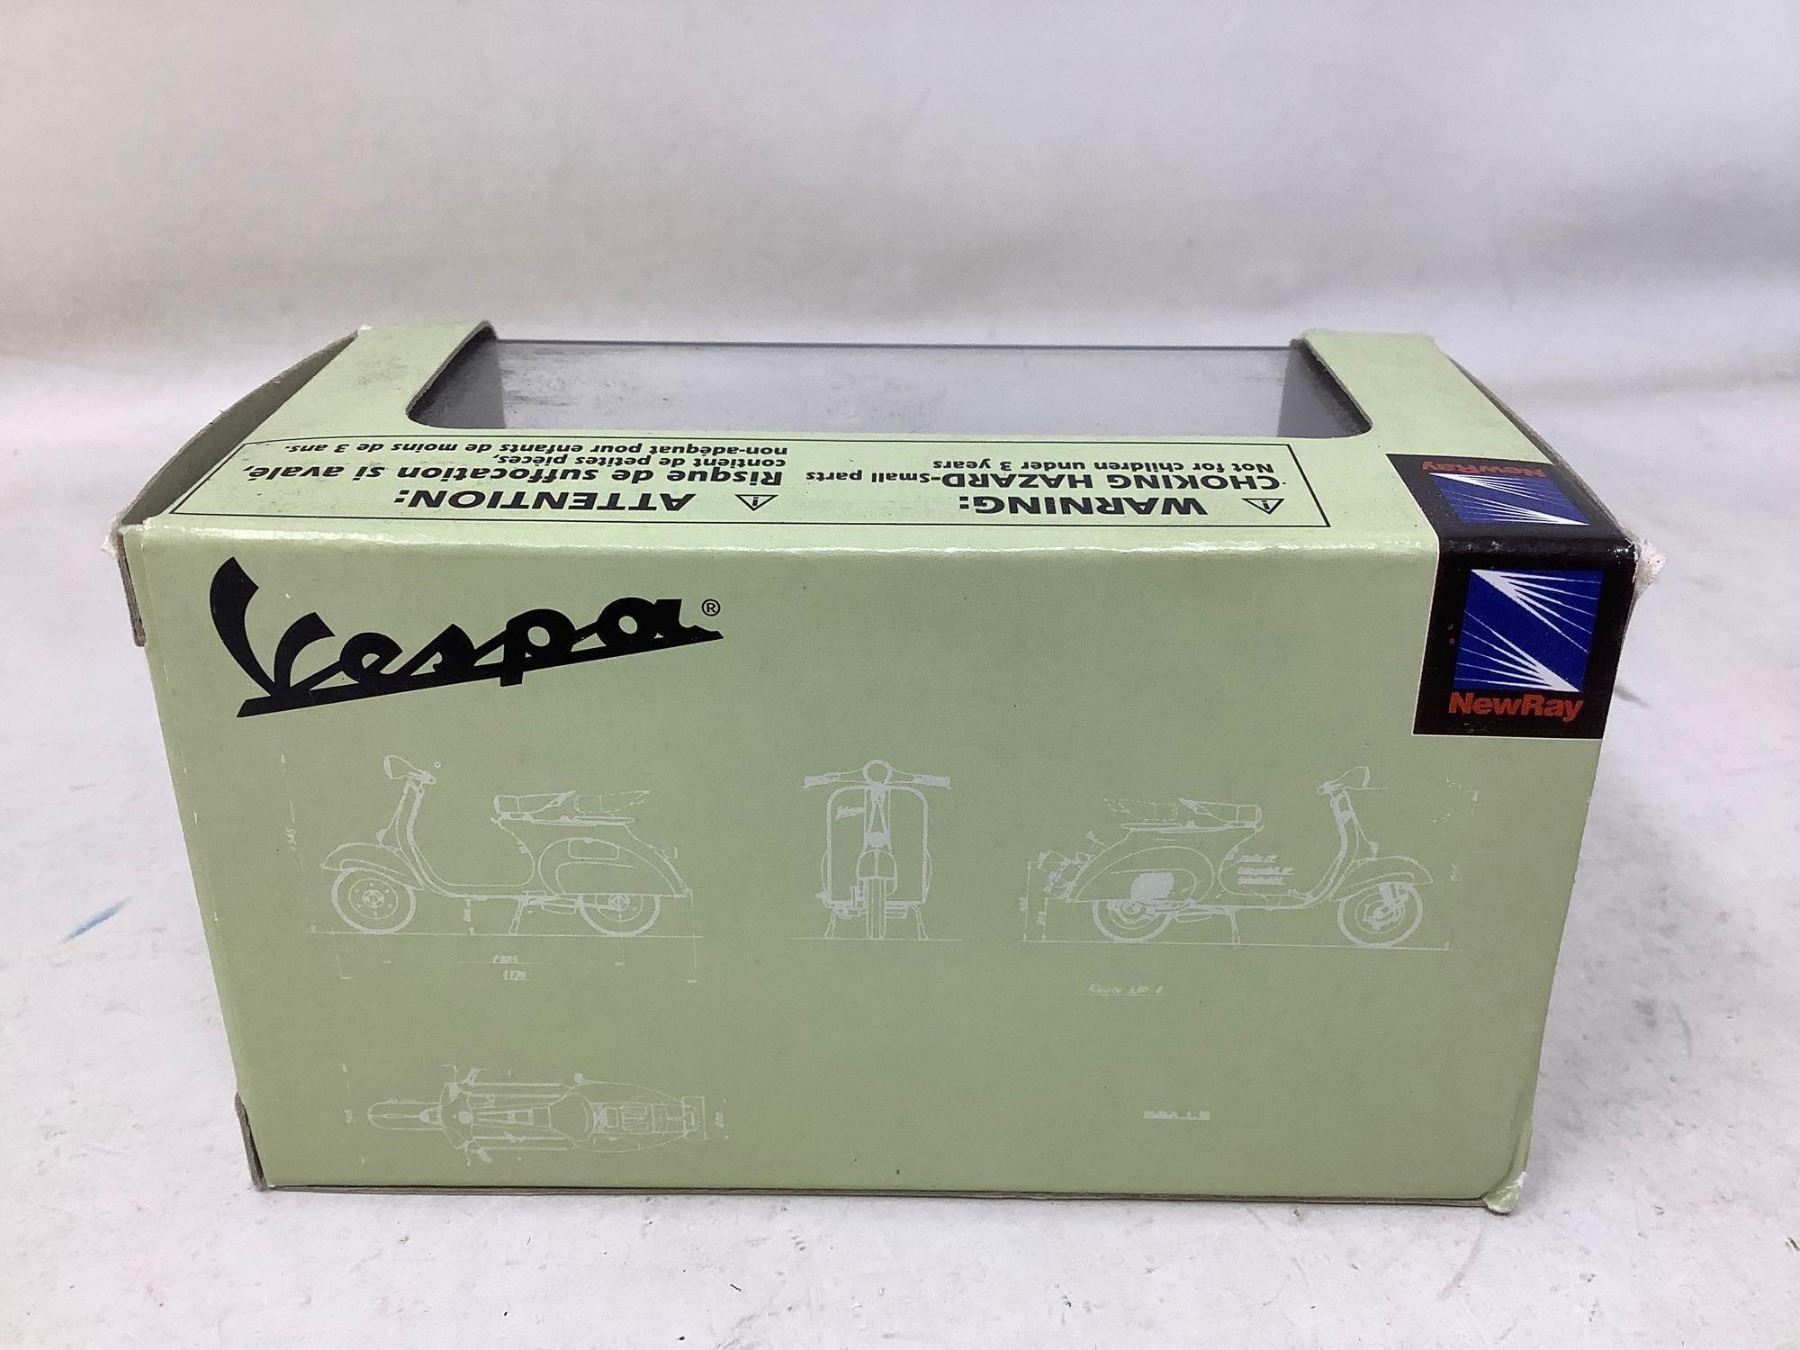 WARNING:
CHOKING HAZARD-Small parts
Not for children under 3 years
ATTENTION:
Risque de suffocation si avalé,
contient de petites pièces,
non-adéquat pour enfants de moins de 3 ans.
NewRay
Vespa®
NewRay